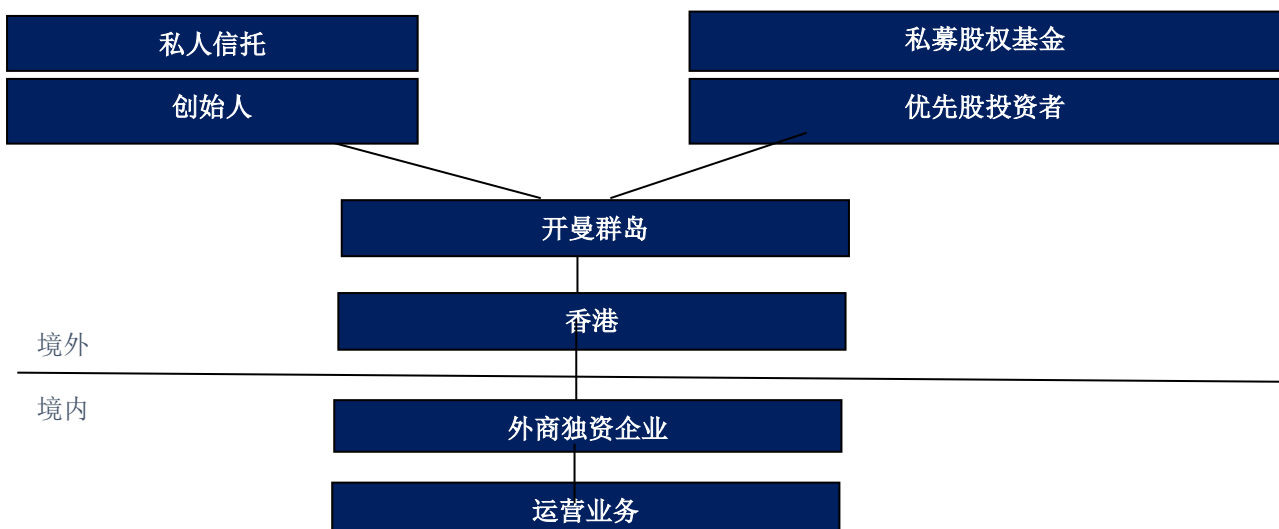 私人信托
私募股权基金
创始人
优先股投资者
开曼群岛
香港
境外
境内
外商独资企业
运营业务